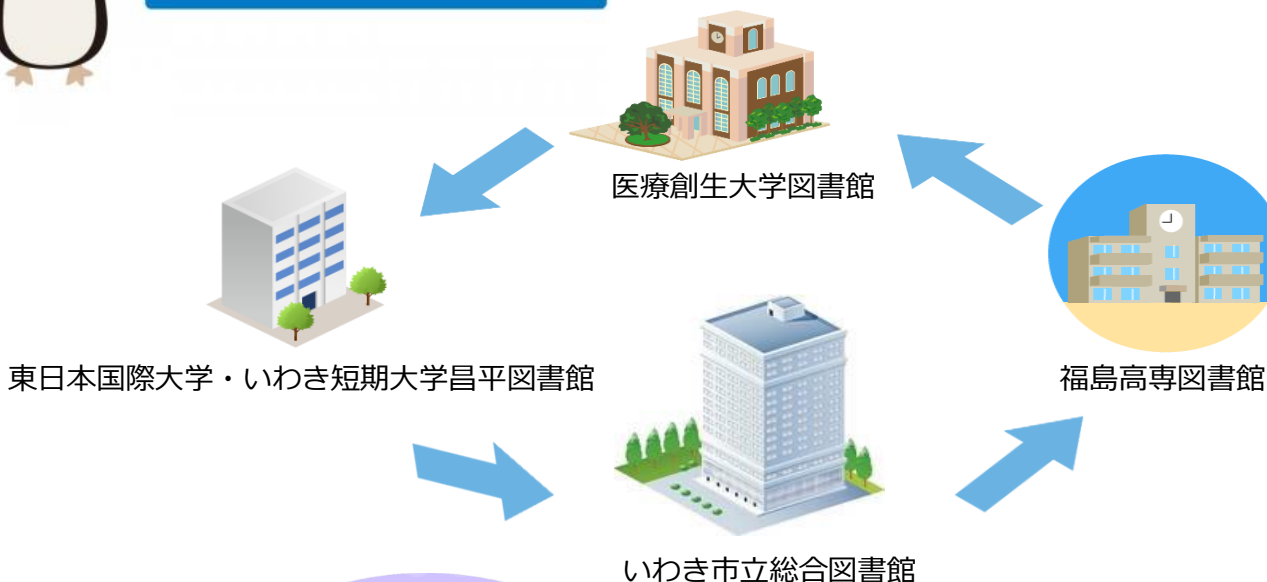 医療創生大学図書館
東日本国際大学・いわき短期大学昌平図書館
福島高専図書館
いわき市立総合図書館